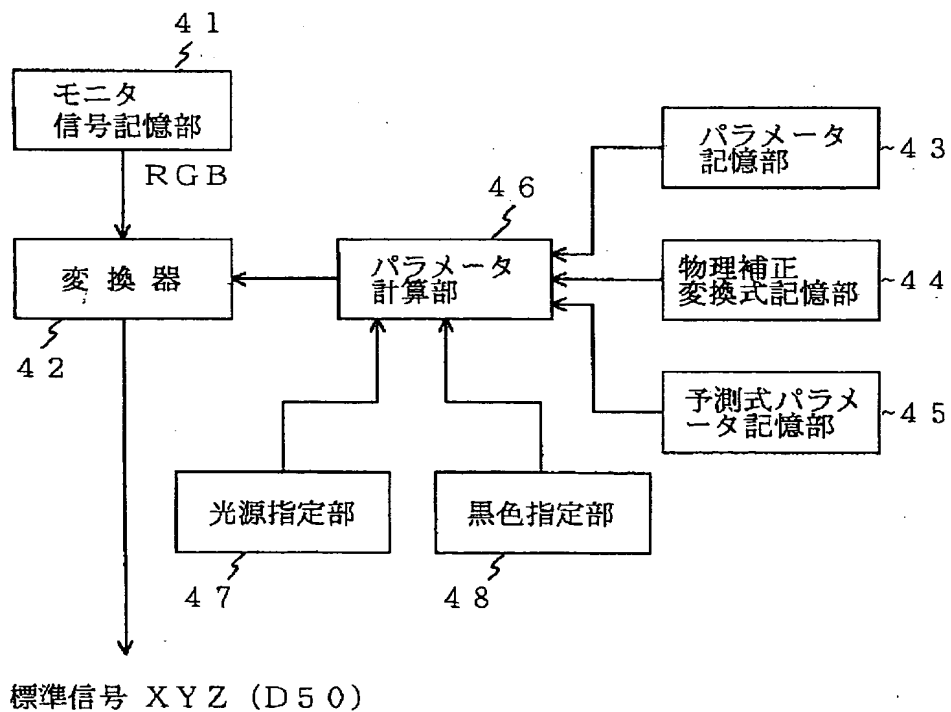 ４１
モニタ
信号記憶部
ＲＧＢ
変換器
４２
４６
パラメータ
計算部
パラメータ
記憶部
~４３
物理補正
変換式記憶部
~４４
予測式パラメ
ータ記憶部
~４５
光源指定部
４７
黒色指定部
４８
標準信号 ＸＹＺ（Ｄ５０）